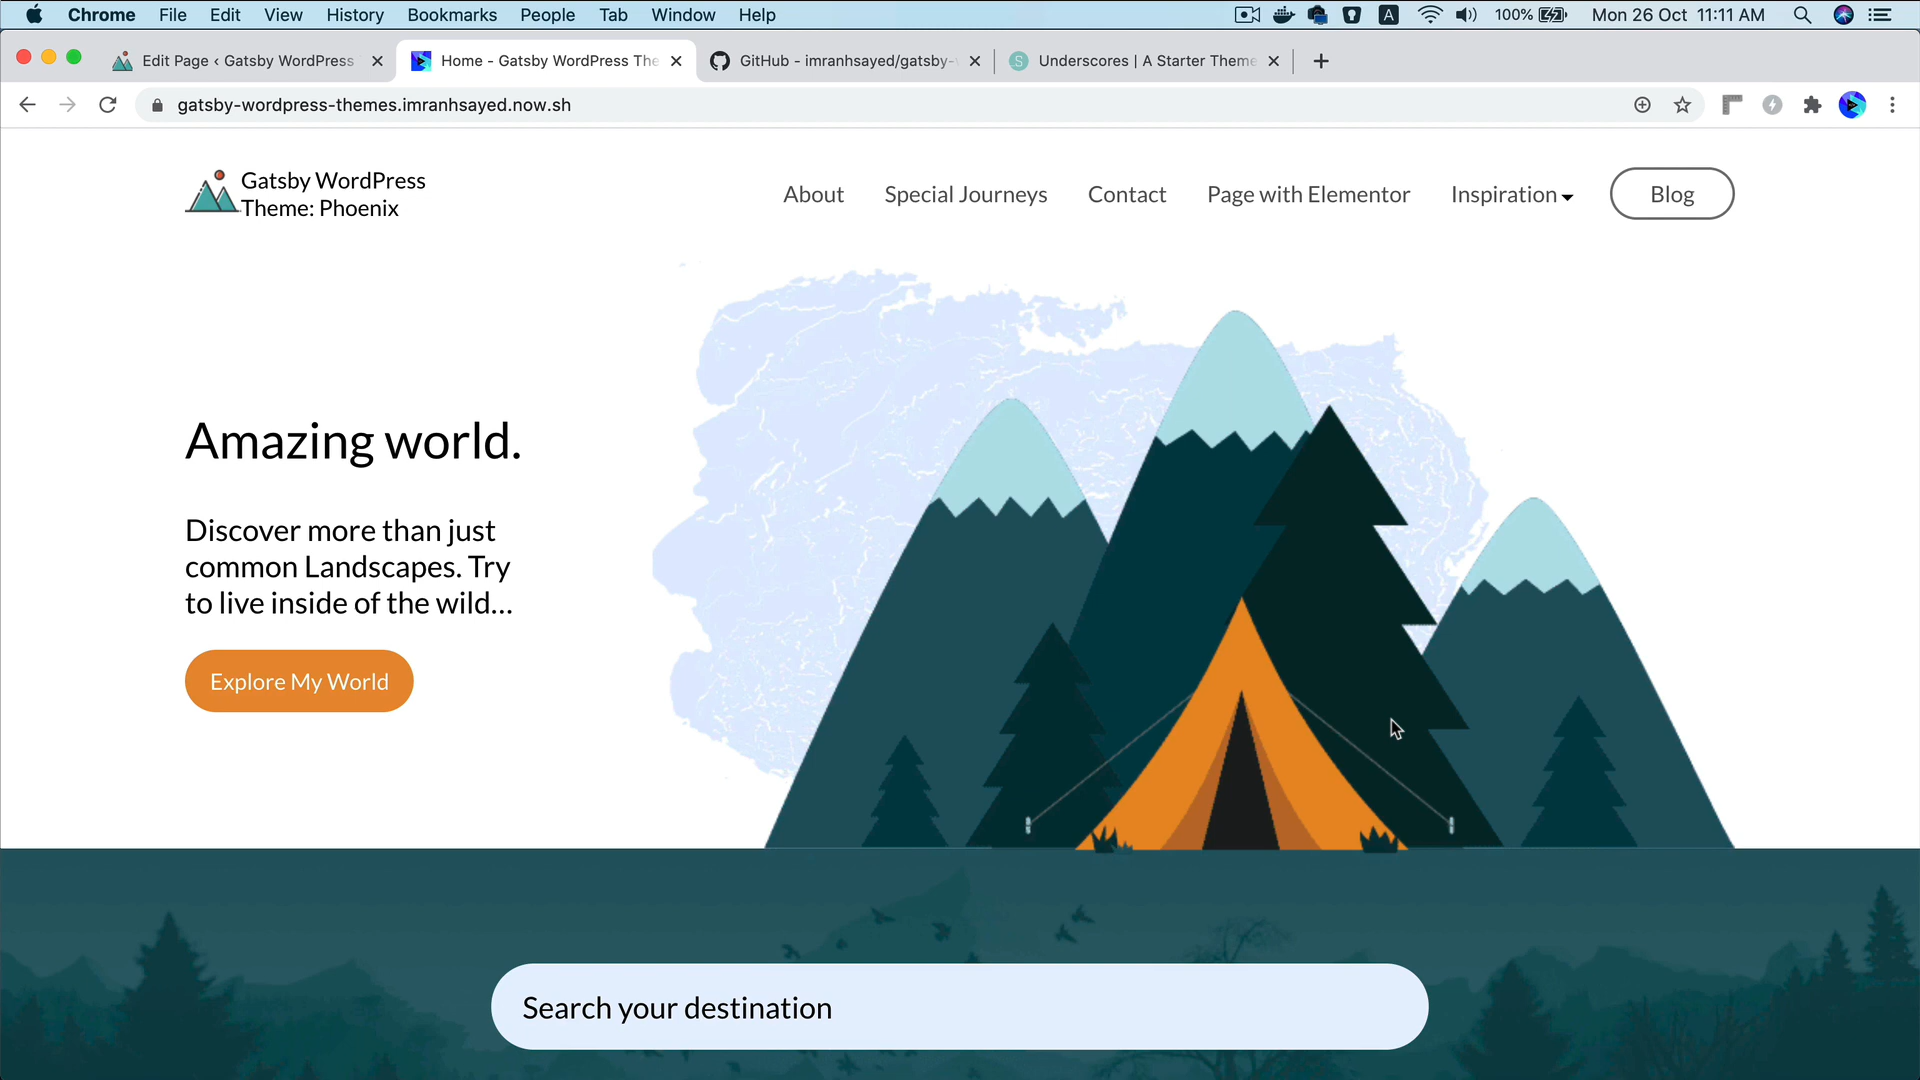 Chrome File Edit View History Bookmarks People Tab Window Help A 100% Mon 26 Oct 11:11 AM
Edit Page ‹ Gatsby WordPress Home - Gatsby WordPress The GitHub - imranhsayed/gatsby- S Underscores | A Starter Theme
gatsby-wordpress-themes.imranhsayed.now.sh
Gatsby WordPress
Theme: Phoenix
About Special Journeys Contact Page with Elementor Inspiration Blog
Amazing world.
Discover more than just
common Landscapes. Try
to live inside of the wild...
Explore My World
Search your destination